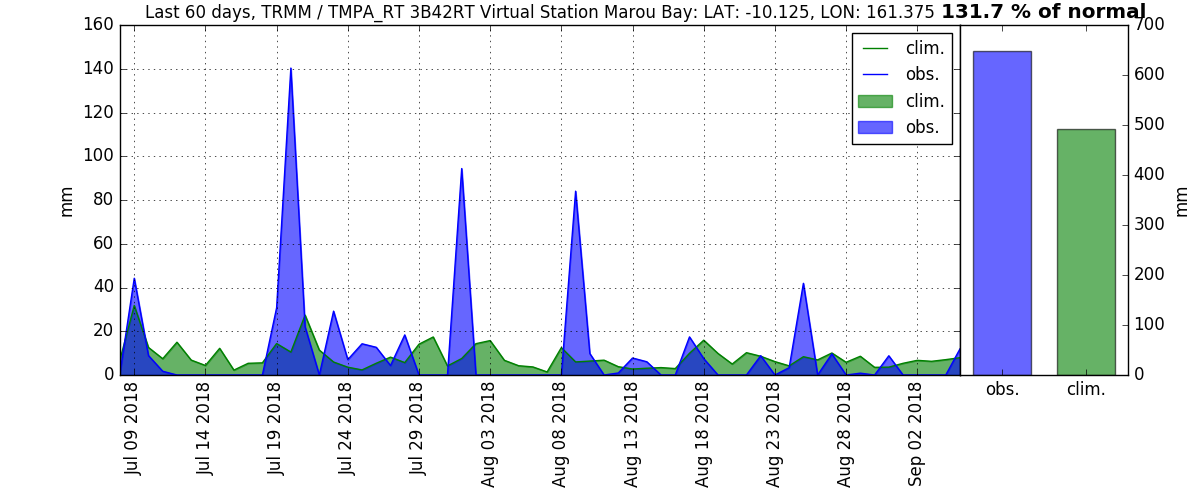 Last 60 days, TRMM / TMPA_RT 3B42RT Virtual Station Marou Bay: LAT: -10.125, LON: 161.375 131.7 % of normal
160
140
120
100
80
60
40
20
0
mm
clim.
obs.
clim.
obs.
700
600
500
400
300
200
100
0
mm
Jul 09 2018
Jul 14 2018
Jul 19 2018
Jul 24 2018
Jul 29 2018
Aug 03 2018
Aug 08 2018
Aug 13 2018
Aug 18 2018
Aug 23 2018
Aug 28 2018
Sep 02 2018
obs.
clim.